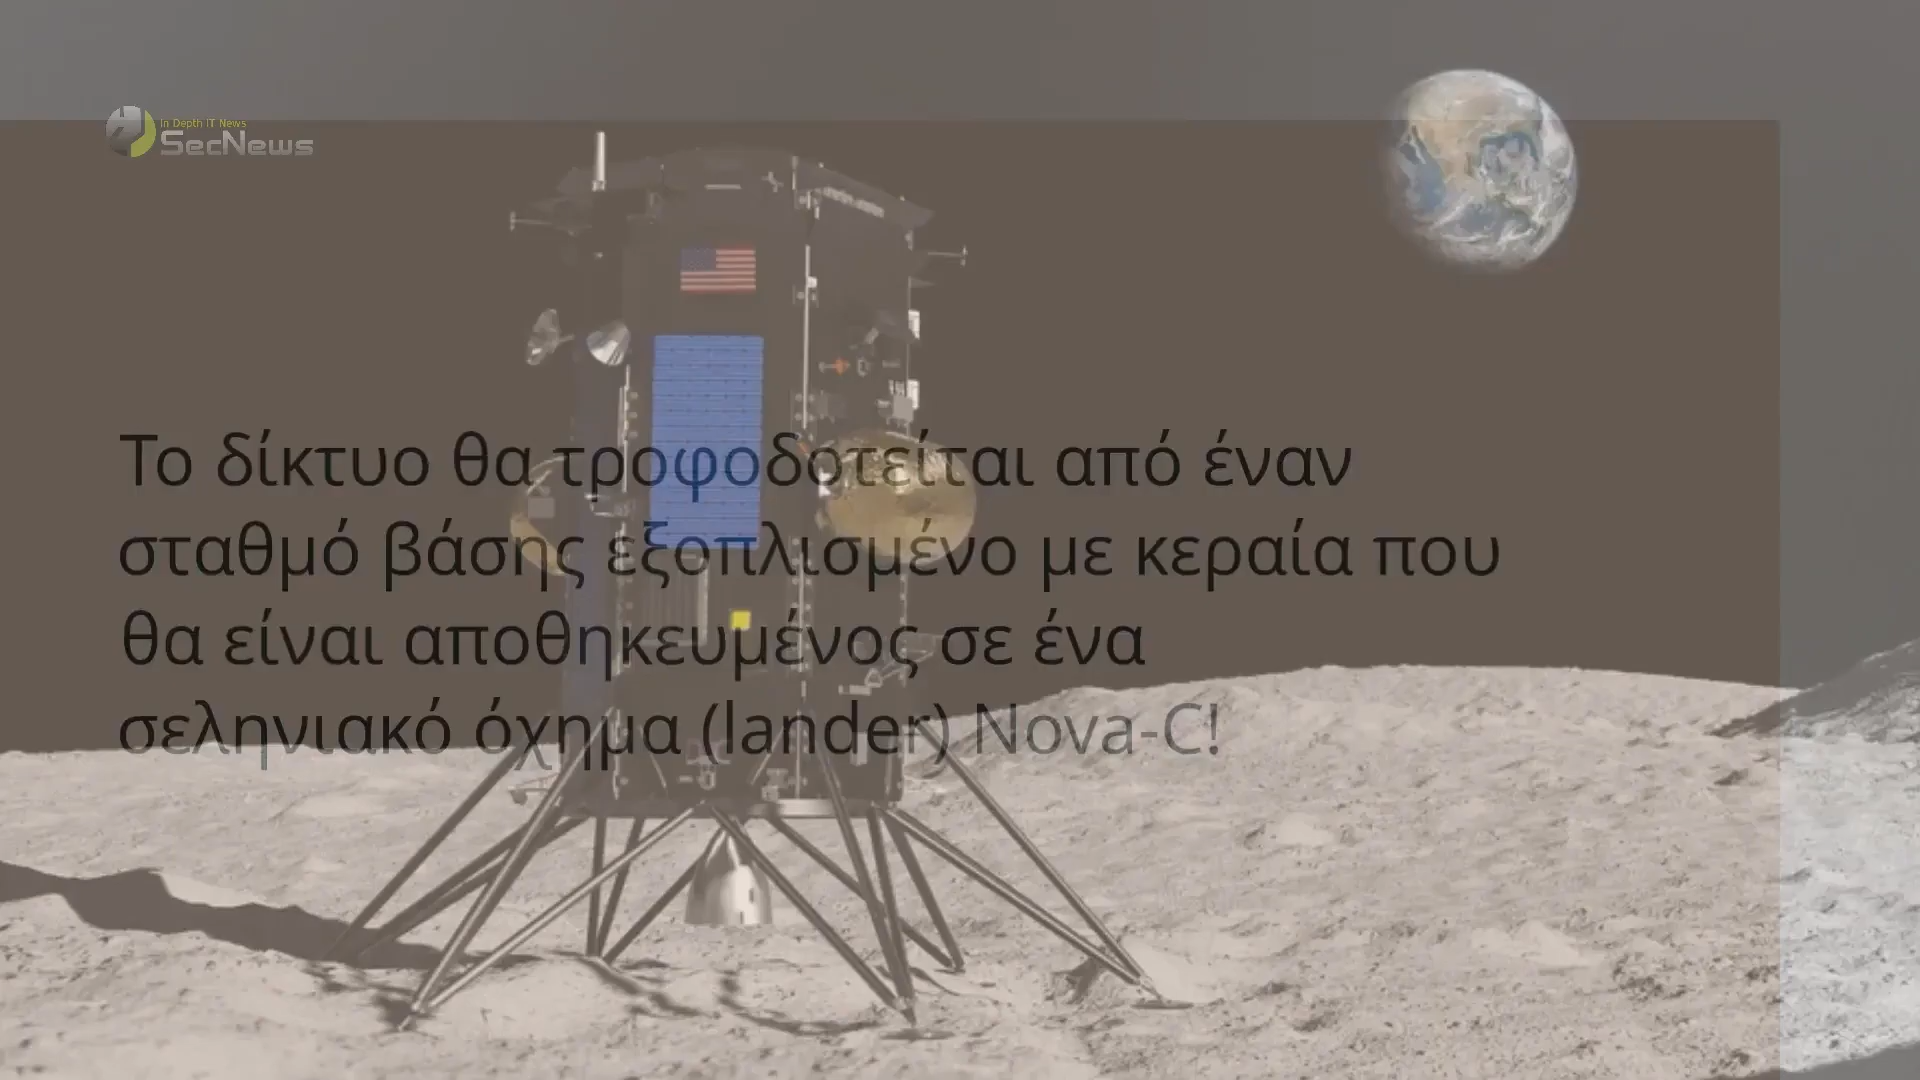 In Depth IT News
SecNews
Το δίκτυο θα τροφοδοτείται από έναν
σταθμό βάσης εξοπλισμένο με κεραία που
θα είναι αποθηκευμένος σε ένα
σεληνιακό όχημα (lander) Nova-C!